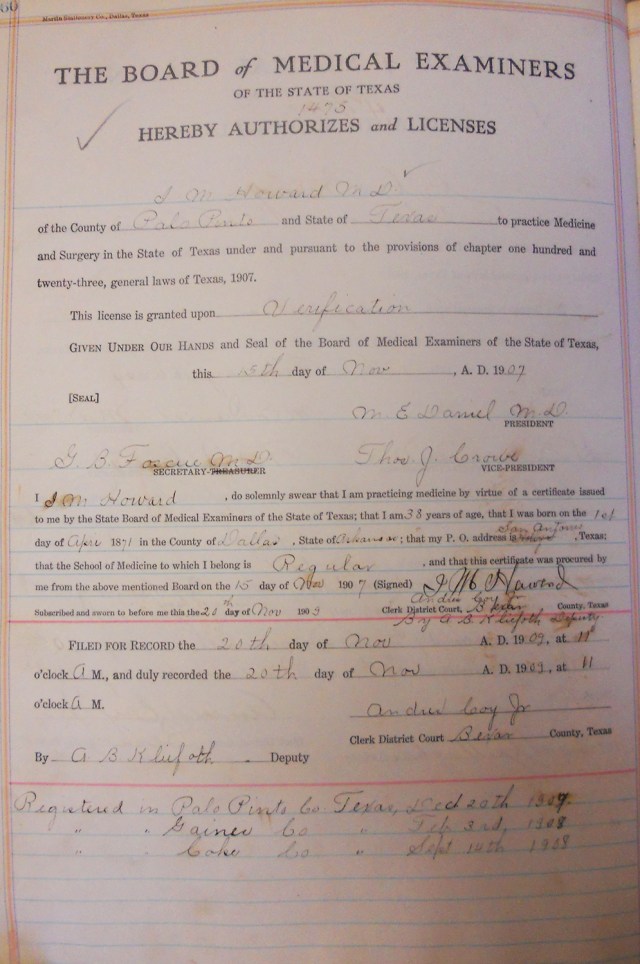 60
Martin Stationery Co., Dallas, Texas
THE BOARD of MEDICAL EXAMINERS
OF THE STATE OF TEXAS
1475
HEREBY AUTHORIZES and LICENSES
J M Howard M D
of the County of Palo Pinto and State of Texas to practice Medicine
and Surgery in the State of Texas under and pursuant to the provisions of chapter one hundred and
twenty-three, general laws of Texas, 1907.
This license is granted upon Verification
GIVEN UNDER OUR HANDS and Seal of the Board of Medical Examiners of the State of Texas,
this 15th day of Nov, A. D. 1907
[SEAL]
M E Daniel M.D.
PRESIDENT
G. B. Foscue M.D. Thos. J. Crowe
SECRETARY-TREASURER VICE-PRESIDENT
I J M Howard, do solemnly swear that I am practicing medicine by virtue of a certificate issued
to me by the State Board of Medical Examiners of the State of Texas; that I am 38 years of age, that I was born on the 1st
San Antonio
day of Apr 1871 in the County of Dallas, State of Arkansas; that my P. O. address is Texas;
that the School of Medicine to which I belong is Regular, and that this certificate was procured by
me from the above mentioned Board on the 15 day of Nov 1907 (Signed) J M Howard
Andrew Coy Jr
Subscribed and sworn to before me this the 20th day of Nov 1909 Clerk District Court, Bexar County, Texas
By A B Kliefoth Deputy
FILED FOR RECORD the 20th day of Nov A. D. 1909, at 11
o'clock A M., and duly recorded the 20th day of Nov A. D. 1909, at 11
o'clock A M.
Andrew Coy Jr
Clerk District Court Bexar County, Texas
By A B Kliefoth Deputy
Registered in Palo Pinto Co Texas, Dec 20th 1907.
" " Gaines Co " Feb 3rd, 1908
" " Coke Co " Sept 14th 1908